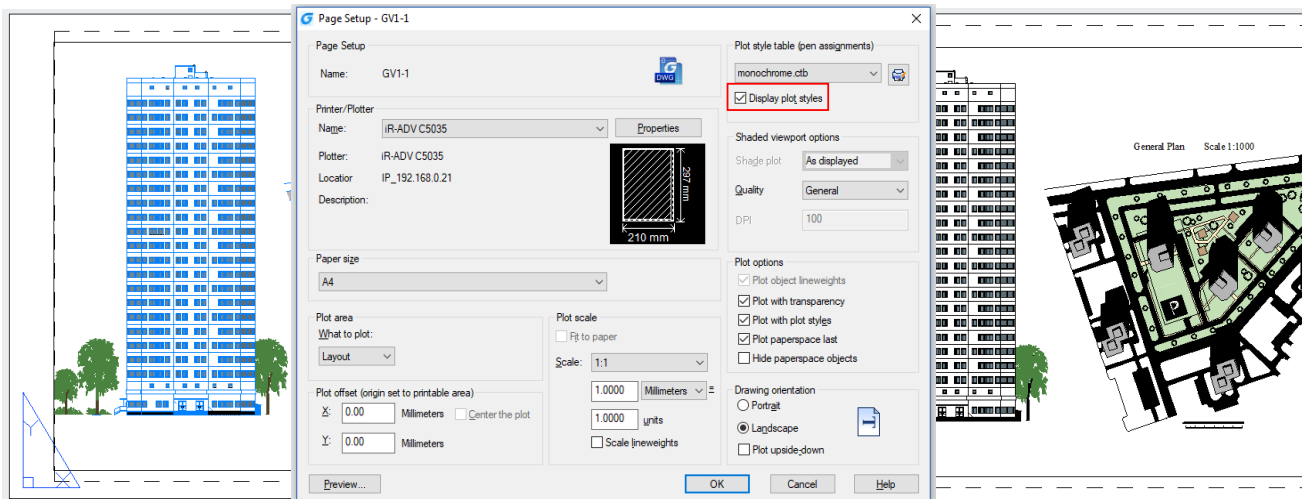 Page Setup - GV1-1
Page Setup
Name: GV1-1
DWG
Printer/Plotter
Name: iR-ADV C5035 Properties
Plotter: iR-ADV C5035
Locatior IP_192.168.0.21
Description:
297 mm
210 mm
Paper size
A4
Plot area
What to plot:
Layout
Plot offset (origin set to printable area)
X: 0.00 Millimeters Center the plot
Y: 0.00 Millimeters
Plot scale
Fit to paper
Scale: 1:1
1.0000 Millimeters =
1.0000 units
Scale lineweights
Plot style table (pen assignments)
monochrome.ctb
Display plot styles
Shaded viewport options
Shage plot As displayed
Quality General
DPI 100
Plot options
Plot object lineweights
Plot with transparency
Plot with plot styles
Plot paperspace last
Hide paperspace objects
Drawing orientation
Portrait
Landscape
Plot upside-down
Preview... OK Cancel Help
General Plan Scale 1:1000
P
Y
X